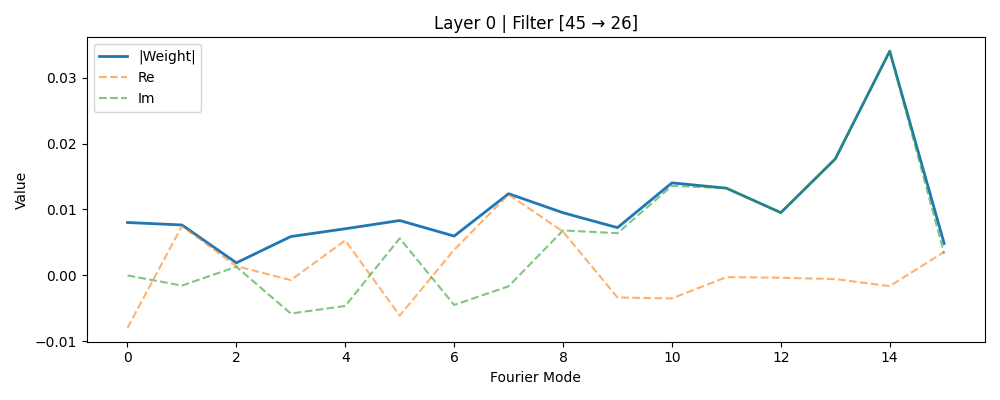 Layer 0 | Filter [45 → 26]
|Weight|
Re
Im
Value
0.03
0.02
0.01
0.00
−0.01
0 2 4 6 8 10 12 14
Fourier Mode